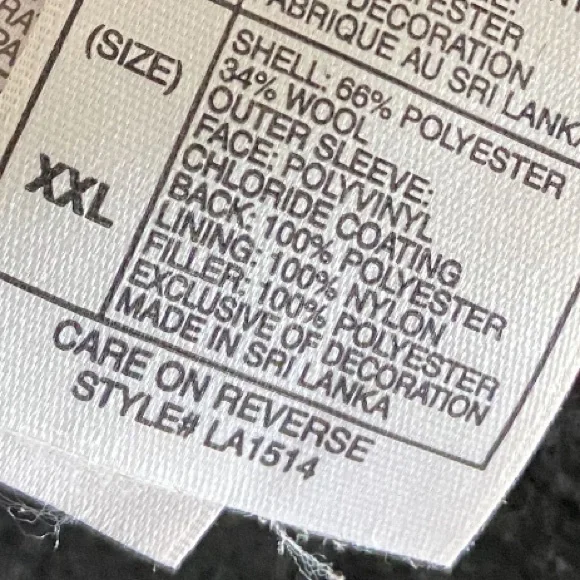 DECORATION
FABRIQUE AU SRI LANKA
(SIZE)
XXL
SHELL: 66% POLYESTER
34% WOOL
OUTER SLEEVE:
FACE: POLYVINYL
CHLORIDE COATING
BACK: 100% POLYESTER
LINING: 100% NYLON
FILLER: 100% POLYESTER
EXCLUSIVE OF DECORATION
MADE IN SRI LANKA
CARE ON REVERSE
STYLE# LA1514